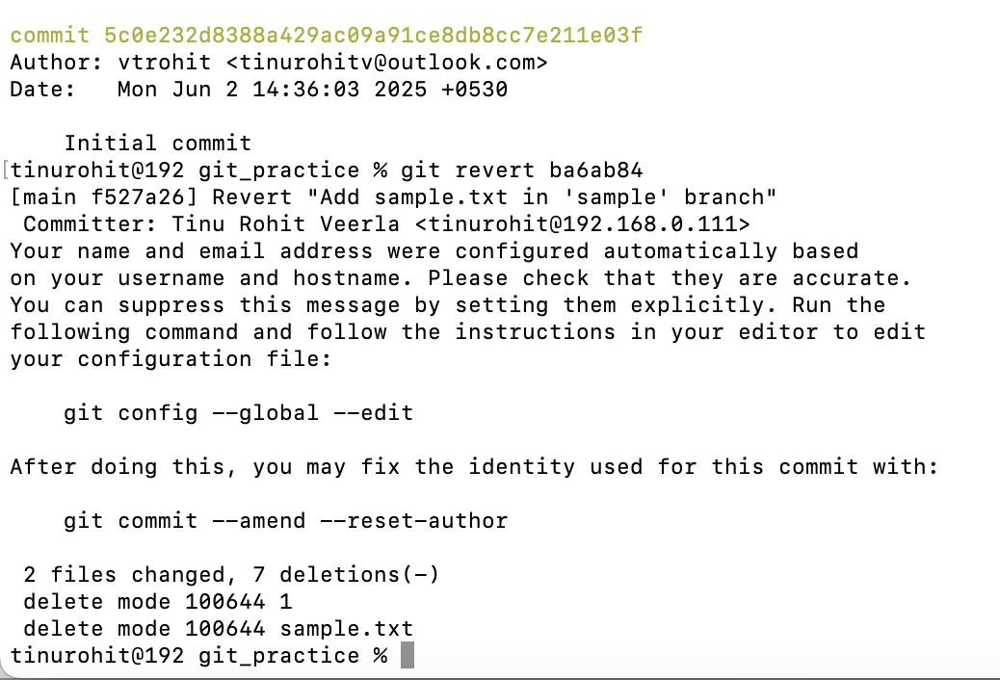 commit 5c0e232d8388a429ac09a91ce8db8cc7e211e03f
Author: vtrohit <tinurohitv@outlook.com>
Date:   Mon Jun 2 14:36:03 2025 +0530

    Initial commit
[tinurohit@192 git_practice % git revert ba6ab84
[main f527a26] Revert "Add sample.txt in 'sample' branch"
 Committer: Tinu Rohit Veerla <tinurohit@192.168.0.111>
Your name and email address were configured automatically based
on your username and hostname. Please check that they are accurate.
You can suppress this message by setting them explicitly. Run the
following command and follow the instructions in your editor to edit
your configuration file:

    git config --global --edit

After doing this, you may fix the identity used for this commit with:

    git commit --amend --reset-author

 2 files changed, 7 deletions(-)
 delete mode 100644 1
 delete mode 100644 sample.txt
tinurohit@192 git_practice %